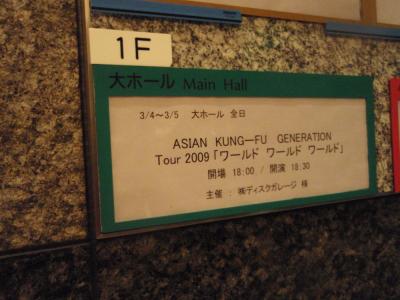 1F
大ホール Main Hall
3/4〜3/5 大ホール 全日
ASIAN KUNG-FU GENERATION
Tour 2009「ワールド ワールド ワールド」
開場 18:00 / 開演 18:30
主催 : ㈱ディスクガレージ 様